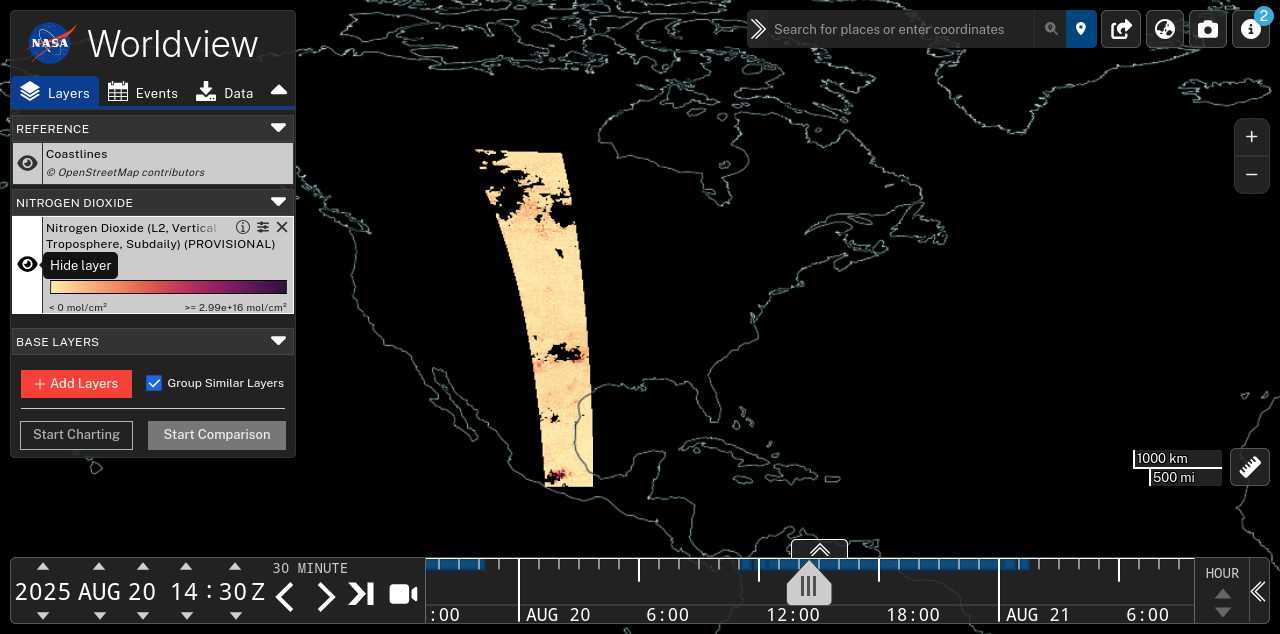 NASA Worldview
Search for places or enter coordinates
2
Layers Events Data
REFERENCE
Coastlines
© OpenStreetMap contributors
NITROGEN DIOXIDE
Nitrogen Dioxide (L2, Vertical
Troposphere, Subdaily) (PROVISIONAL)
Hide layer
< 0 mol/cm² >= 2.99e+16 mol/cm²
BASE LAYERS
+ Add Layers Group Similar Layers
Start Charting Start Comparison
+
−
1000 km
500 mi
2025 AUG 20 14 : 30 Z
30 MINUTE
:00 AUG 20 6:00 12:00 18:00 AUG 21 6:00
HOUR